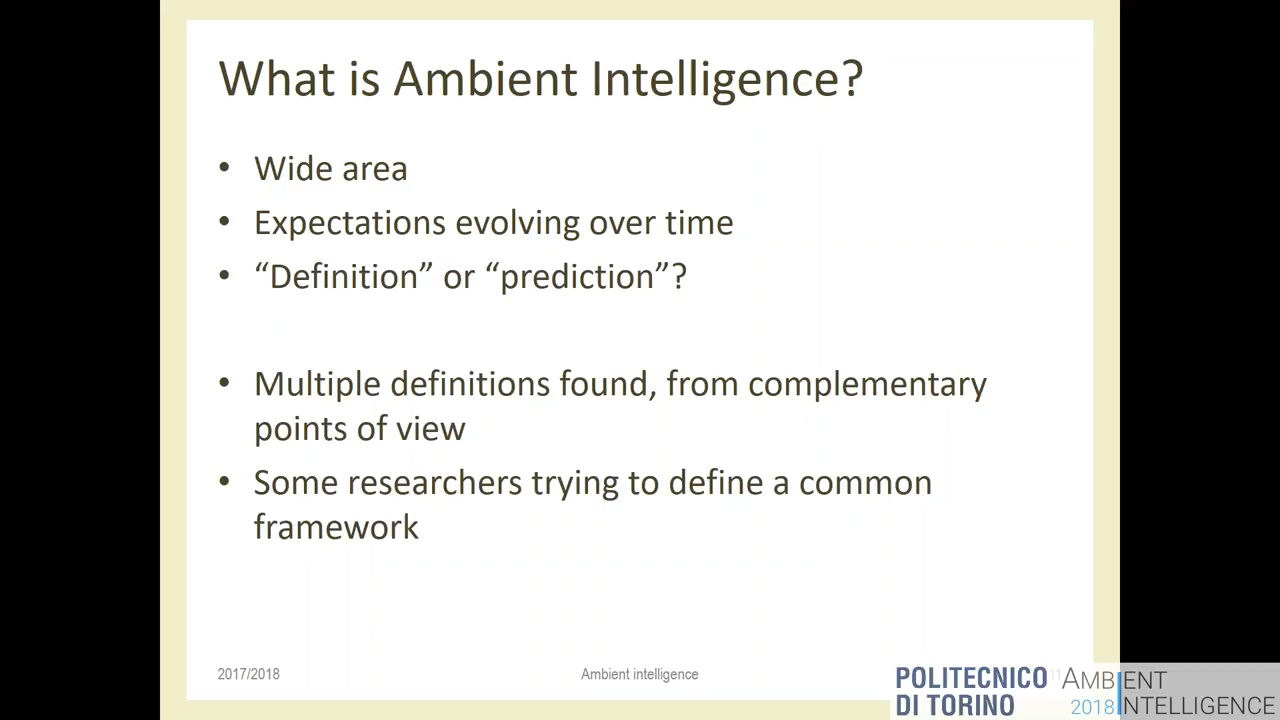 What is Ambient Intelligence?
• Wide area
• Expectations evolving over time
• “Definition” or “prediction”?
• Multiple definitions found, from complementary
points of view
• Some researchers trying to define a common
framework
2017/2018
Ambient intelligence
11
POLITECNICO
DI TORINO
AMBIENT
2018 INTELLIGENCE